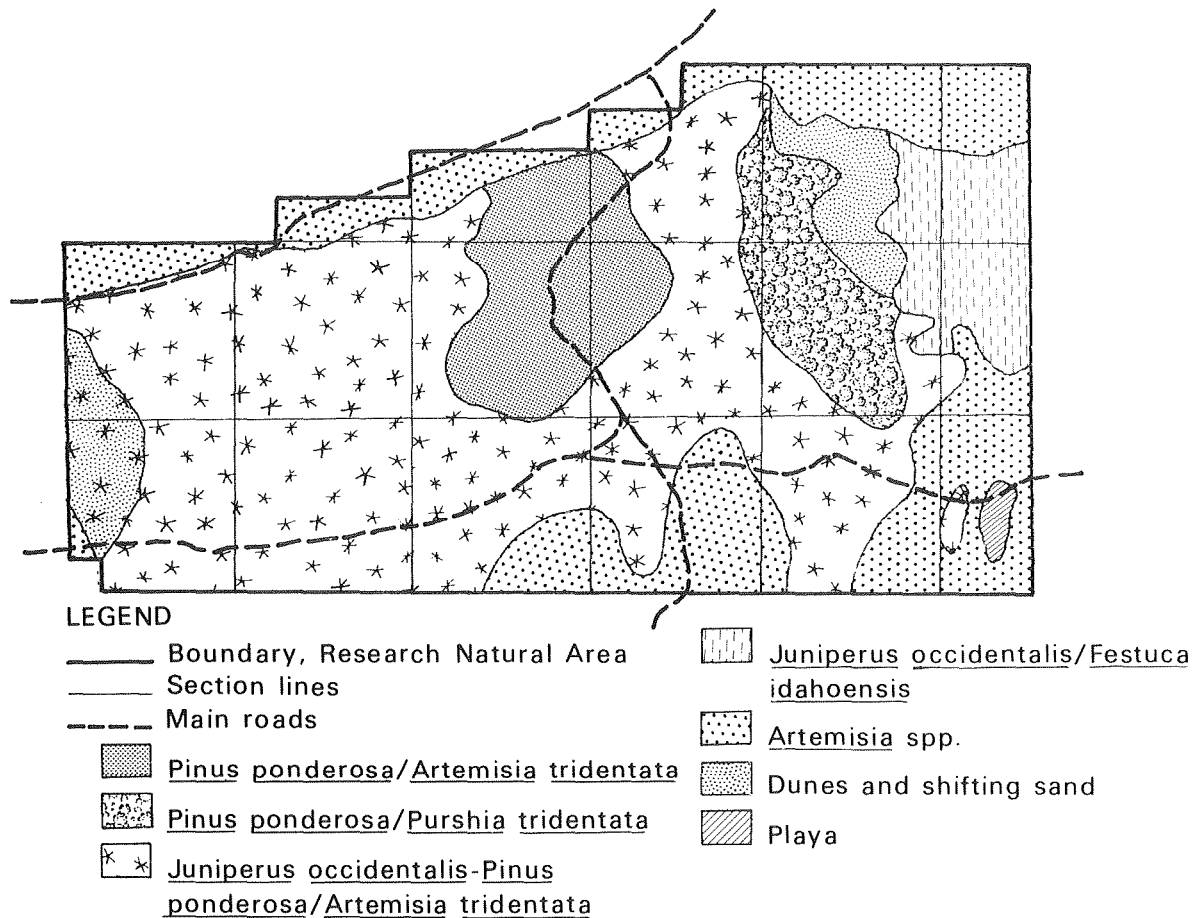 LEGEND
Boundary, Research Natural Area
Section lines
Main roads
Pinus ponderosa/Artemisia tridentata
Pinus ponderosa/Purshia tridentata
Juniperus occidentalis-Pinus
ponderosa/Artemisia tridentata
Juniperus occidentalis/Festuca
idahoensis
Artemisia spp.
Dunes and shifting sand
Playa